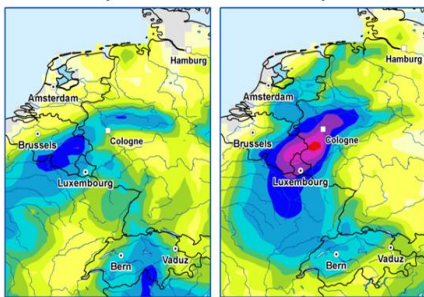 Hamburg
Amsterdam
Brussels
Cologne
Luxembourg
Bern
Vaduz
Hamburg
Amsterdam
Brussels
Cologne
Luxembourg
Bern
Vaduz